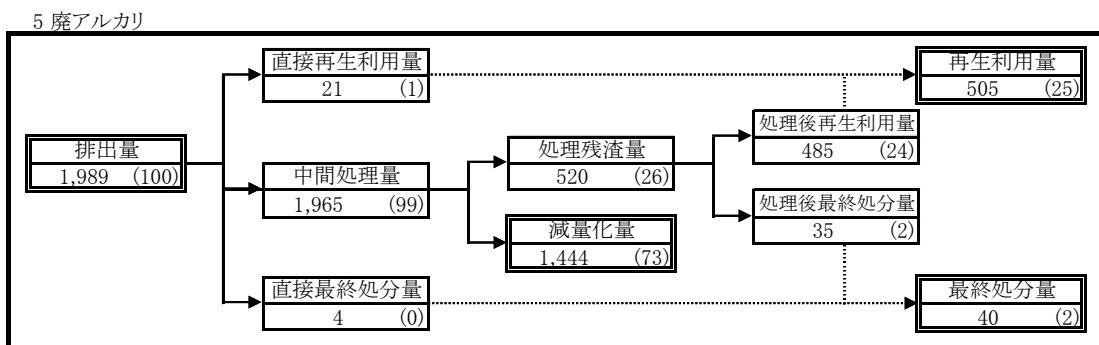 5 廃アルカリ
直接再生利用量
21 (1)
再生利用量
505 (25)
処理後再生利用量
485 (24)
排出量
1,989 (100)
中間処理量
1,965 (99)
処理残渣量
520 (26)
処理後最終処分量
35 (2)
減量化量
1,444 (73)
直接最終処分量
4 (0)
最終処分量
40 (2)